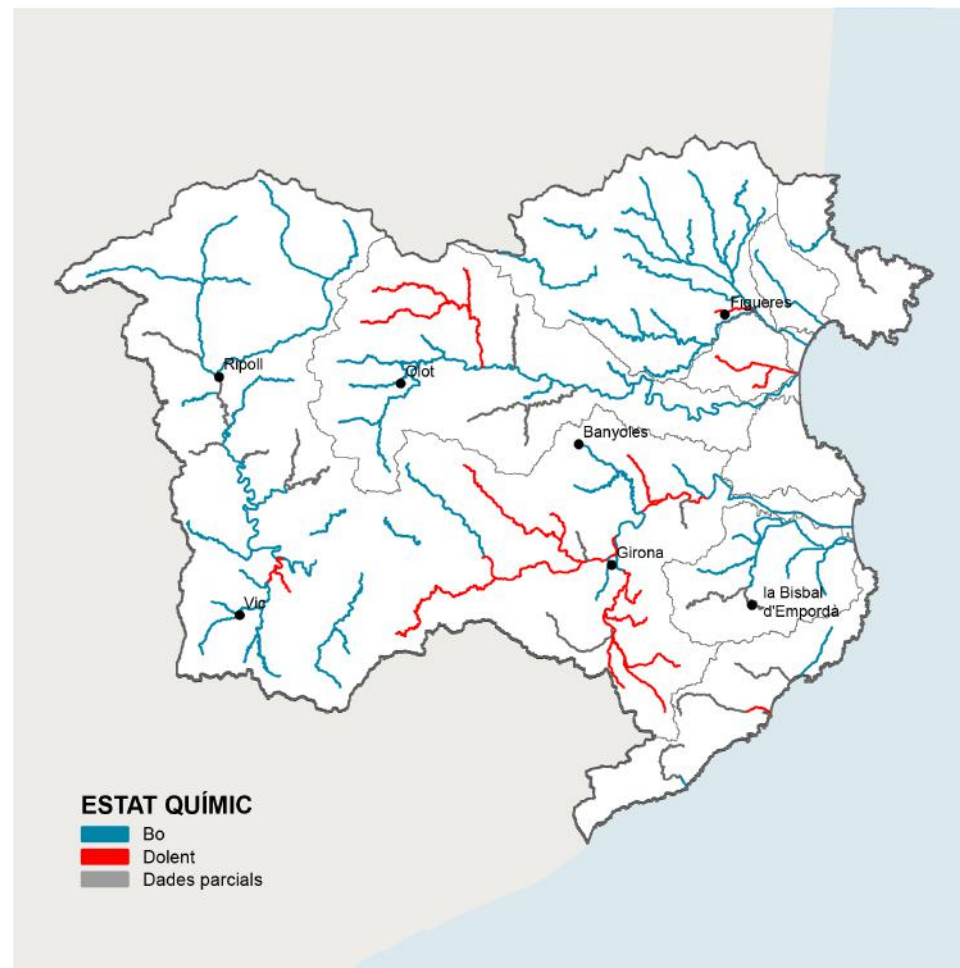 Figueres
Ripoll
Olot
Banyoles
Girona
Vic
la Bisbal
d'Empordà
ESTAT QUÍMIC
Bo
Dolent
Dades parcials